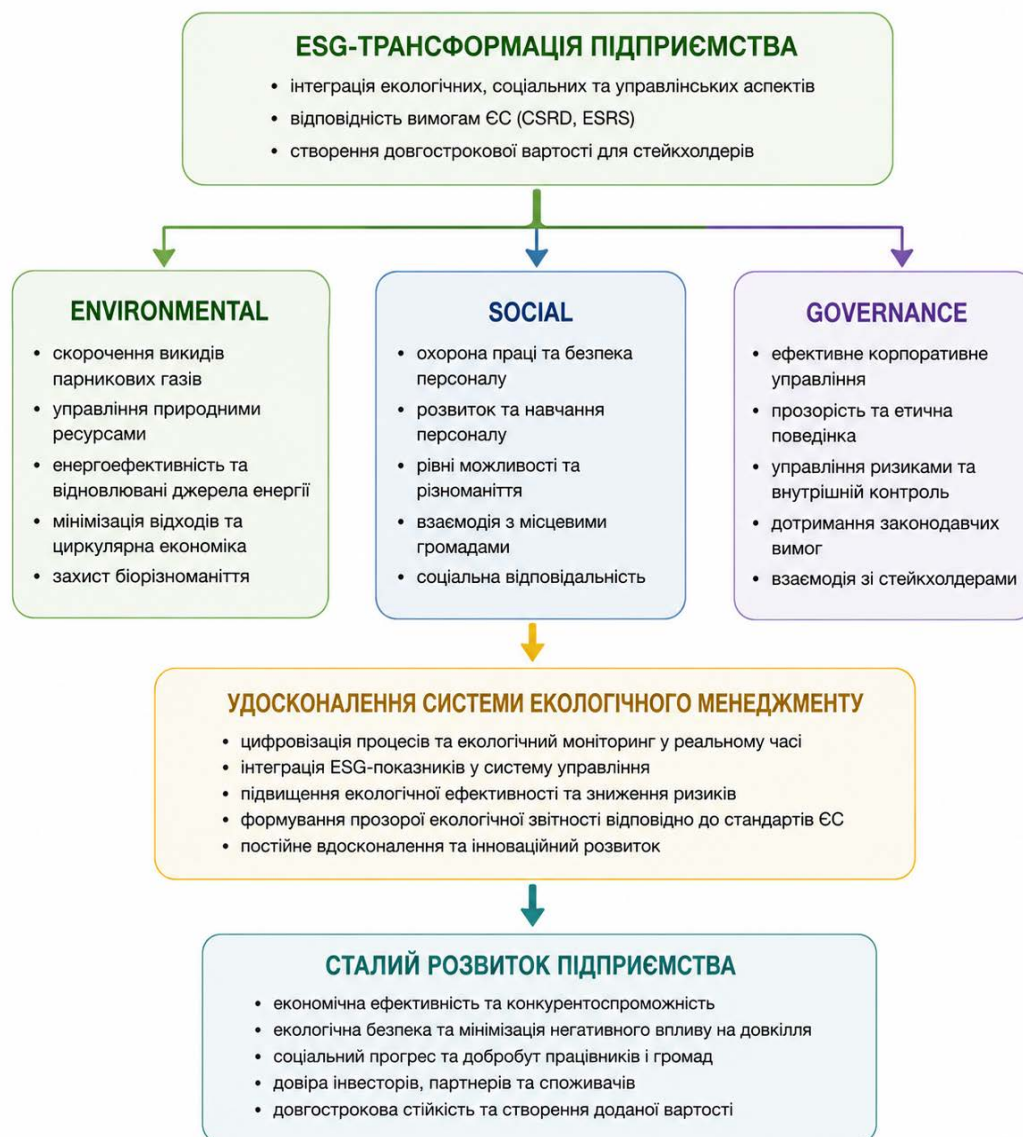 ESG-ТРАНСФОРМАЦІЯ ПІДПРИЄМСТВА
• інтеграція екологічних, соціальних та управлінських аспектів
• відповідність вимогам ЄС (CSRD, ESRS)
• створення довгострокової вартості для стейкхолдерів
ENVIRONMENTAL
• скорочення викидів
парникових газів
• управління природними
ресурсами
• енергоефективність та
відновлювані джерела енергії
• мінімізація відходів та
циркулярна економіка
• захист біорізноманіття
SOCIAL
• охорона праці та безпека
персоналу
• розвиток та навчання
персоналу
• рівні можливості та
різноманіття
• взаємодія з місцевими
громадами
• соціальна відповідальність
GOVERNANCE
• ефективне корпоративне
управління
• прозорість та етична
поведінка
• управління ризиками та
внутрішній контроль
• дотримання законодавчих
вимог
• взаємодія зі стейкхолдерами
УДОСКОНАЛЕННЯ СИСТЕМИ ЕКОЛОГІЧНОГО МЕНЕДЖМЕНТУ
• цифровізація процесів та екологічний моніторинг у реальному часі
• інтеграція ESG-показників у систему управління
• підвищення екологічної ефективності та зниження ризиків
• формування прозорої екологічної звітності відповідно до стандартів ЄС
• постійне вдосконалення та інноваційний розвиток
СТАЛИЙ РОЗВИТОК ПІДПРИЄМСТВА
• економічна ефективність та конкурентоспроможність
• екологічна безпека та мінімізація негативного впливу на довкілля
• соціальний прогрес та добробут працівників і громад
• довіра інвесторів, партнерів та споживачів
• довгострокова стійкість та створення доданої вартості